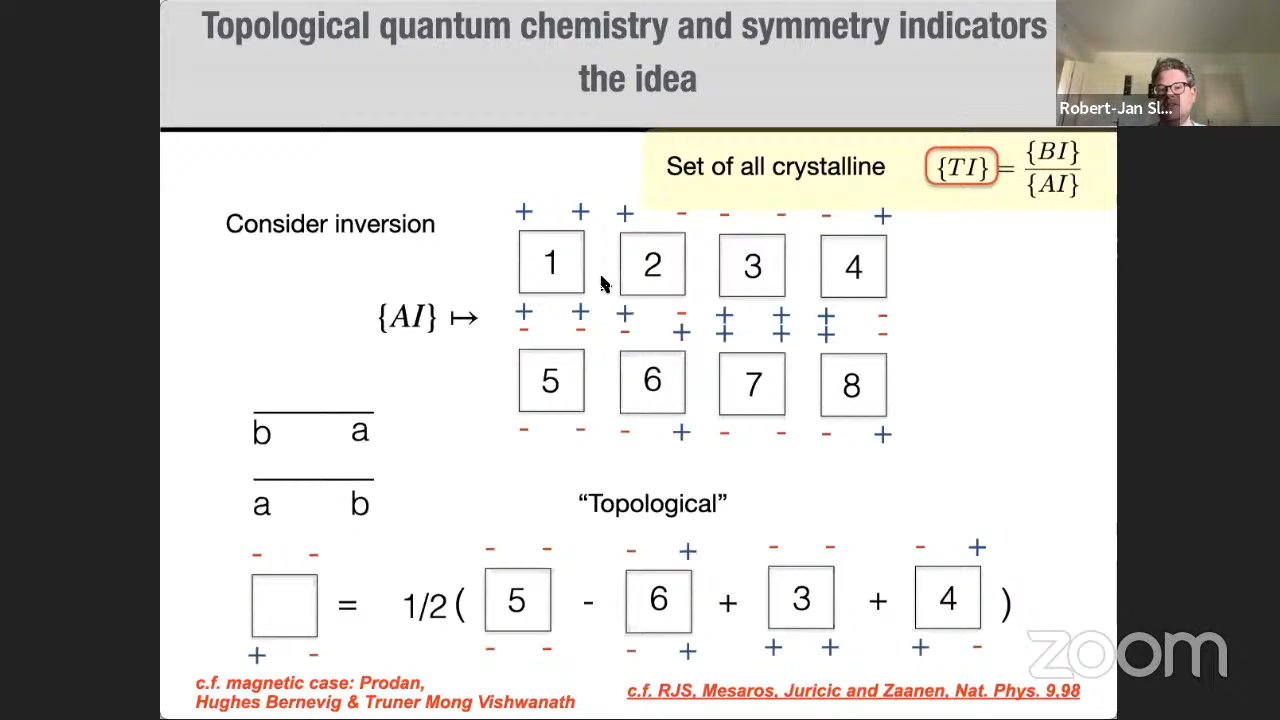 Topological quantum chemistry and symmetry indicators
the idea
Robert-Jan Sl...
Set of all crystalline {TI} = {BI} / {AI}
Consider inversion
+ + + - - - - +
1 2 3 4
{AI} ↦
+ + + - + + + -
- - - + + + + -
5 6 7 8
- - - + - - - +
b a
a b
“Topological”
- - - - - + - - - +
= 1/2 ( 5 - 6 + 3 + 4 )
+ - - - - + + + + -
zoom
c.f. magnetic case: Prodan,
Hughes Bernevig & Truner Mong Vishwanath
c.f. RJS, Mesaros, Juricic and Zaanen, Nat. Phys. 9,98